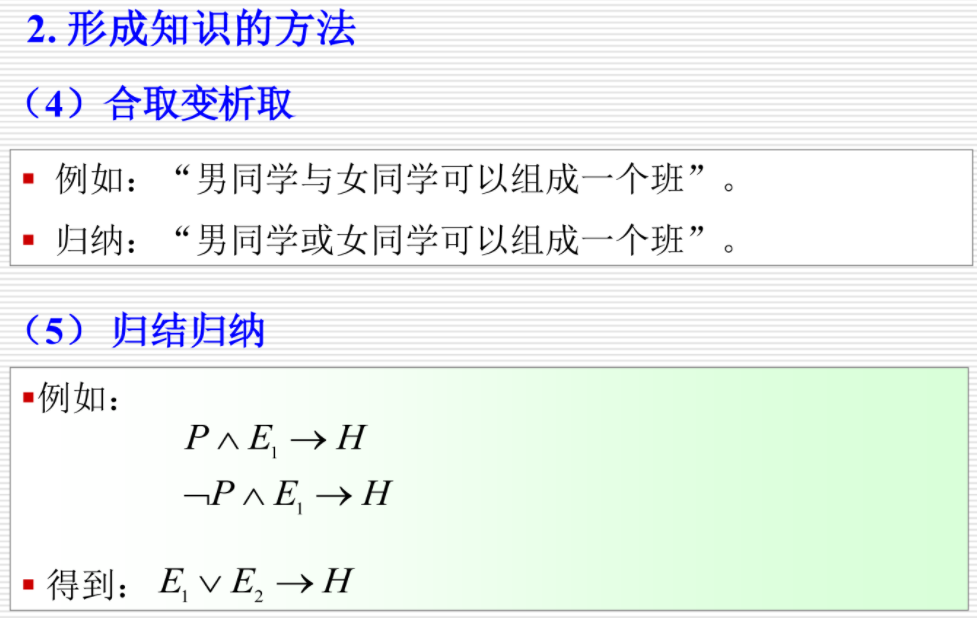 2. 形成知识的方法
（4）合取变析取
▪ 例如：“男同学与女同学可以组成一个班”。
▪ 归纳：“男同学或女同学可以组成一个班”。
（5） 归结归纳
▪例如：
P ∧ E₁ → H
¬P ∧ E₁ → H
▪ 得到： E₁ ∨ E₂ → H